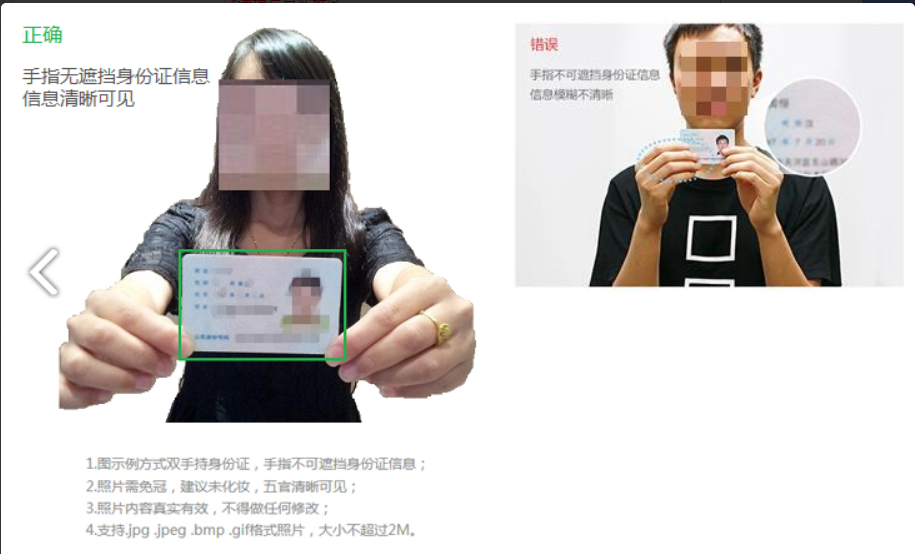 正确
手指无遮挡身份证信息
信息清晰可见
错误
手指不可遮挡身份证信息
信息模糊不清晰
1.图示例方式双手持身份证，手指不可遮挡身份证信息；
2.照片需免冠，建议未化妆，五官清晰可见；
3.照片内容真实有效，不得做任何修改；
4.支持.jpg .jpeg .bmp .gif格式照片，大小不超过2M。